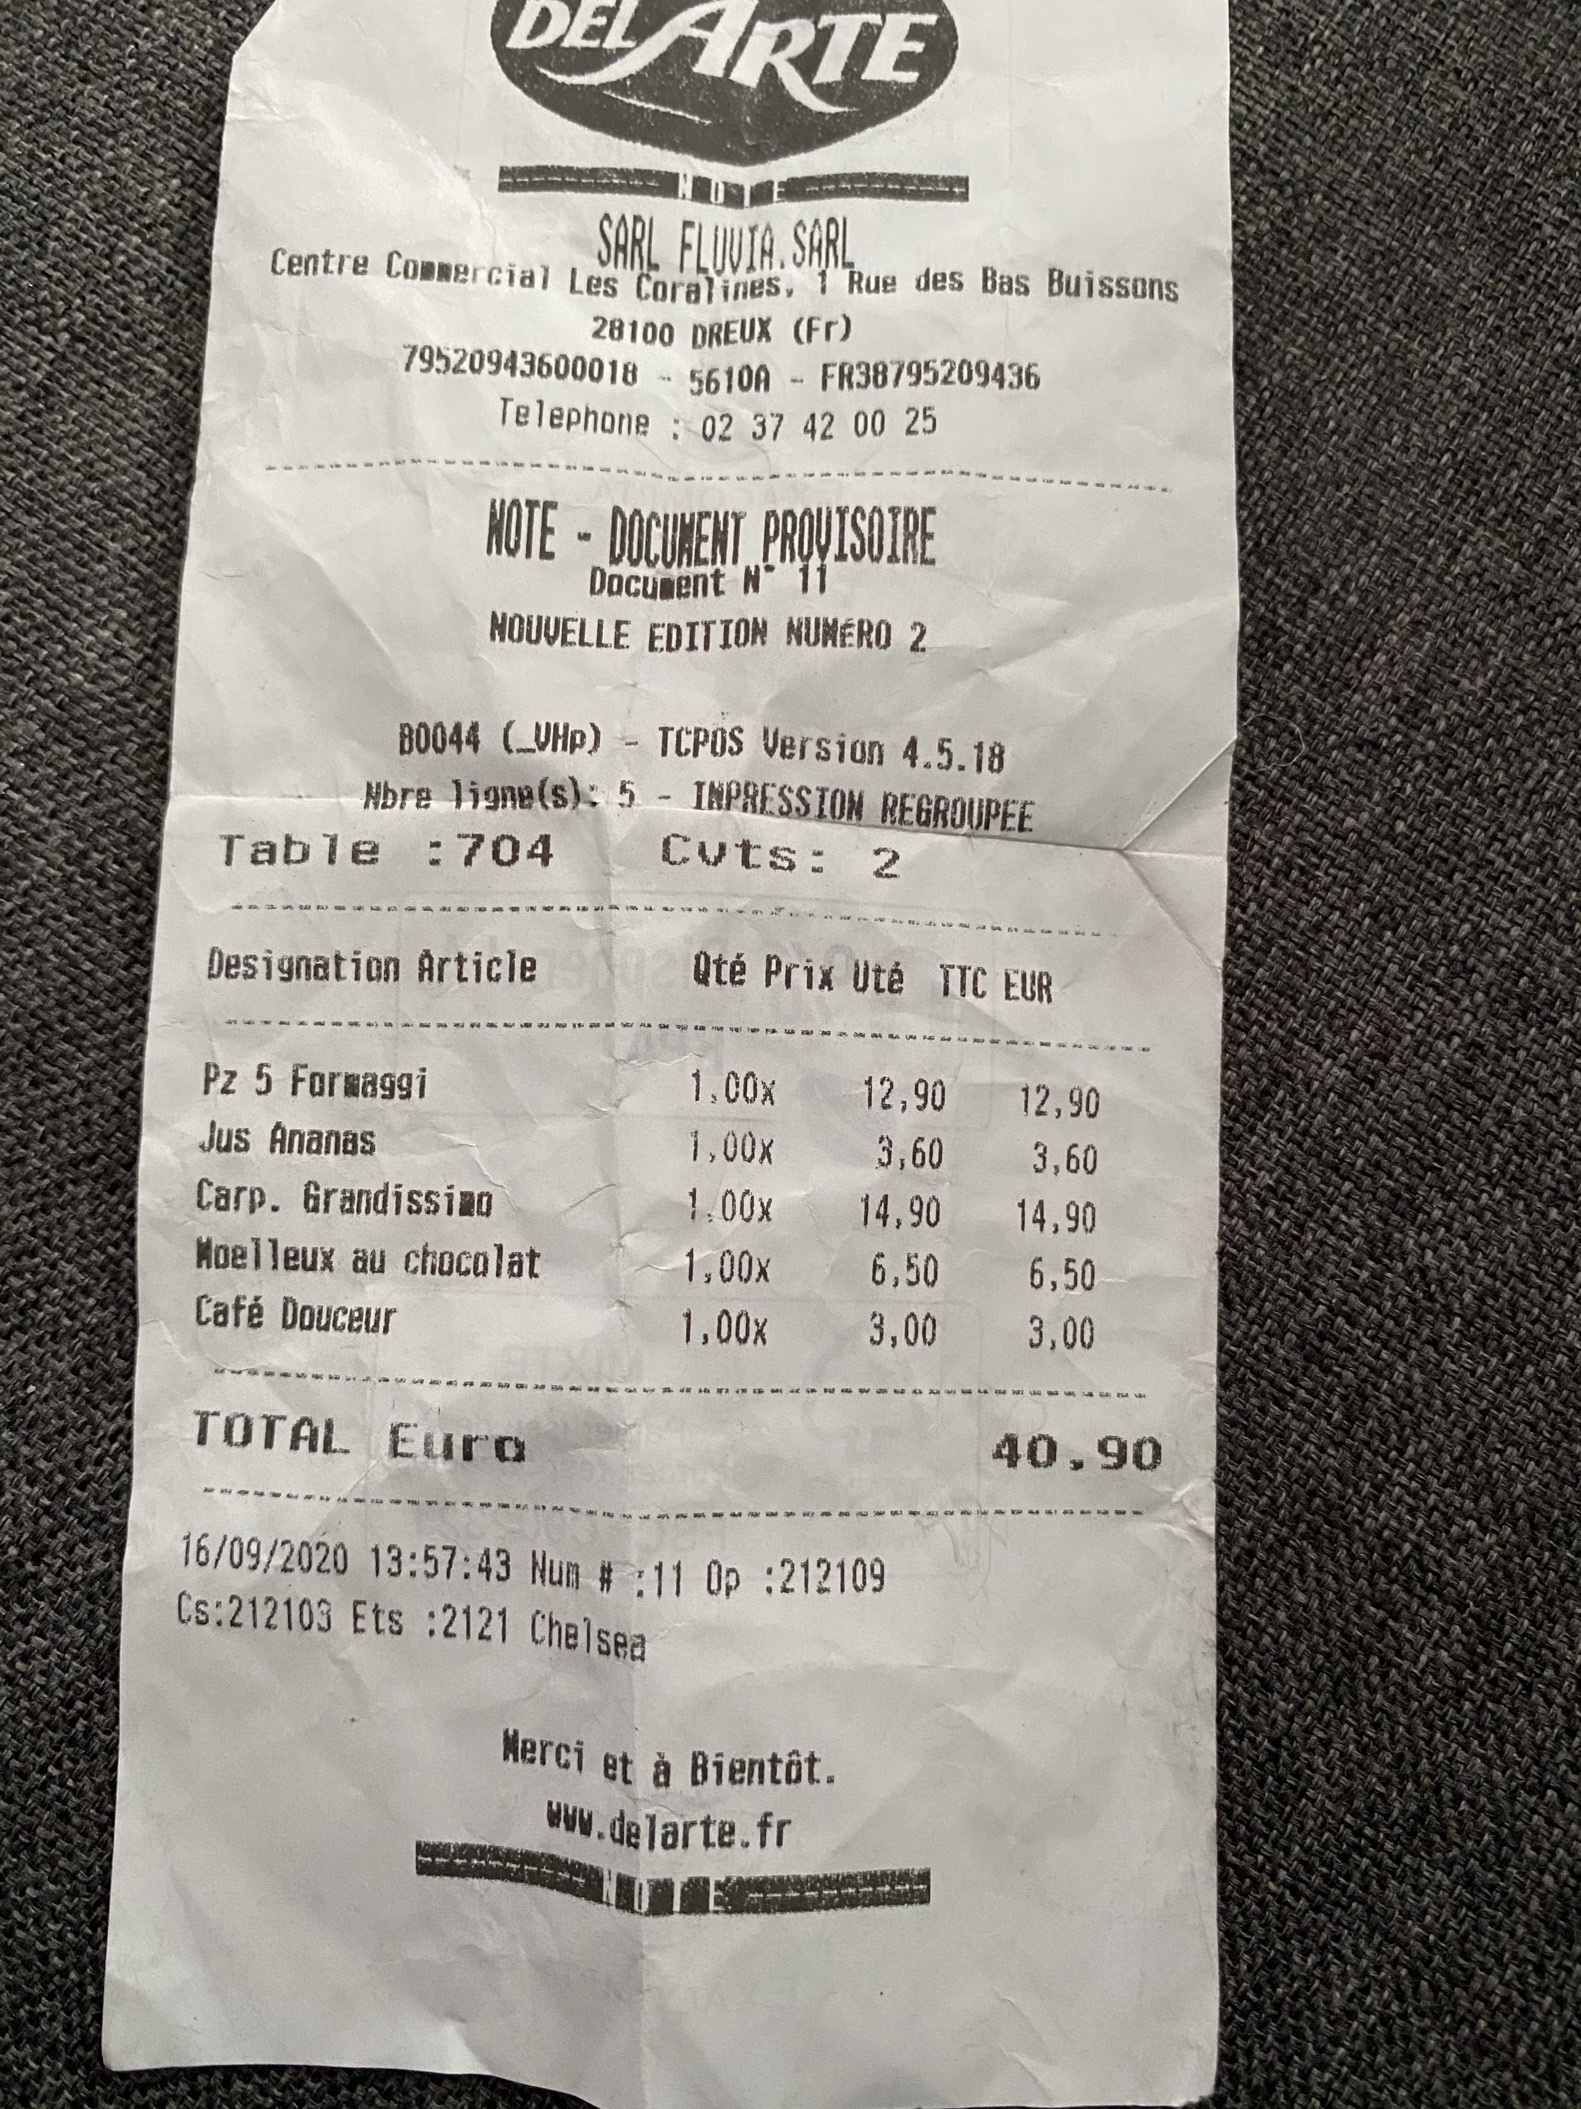 DEL ARTE
NOTE
SARL FLUVIA.SARL
Centre Commercial Les Coralines, 1 Rue des Bas Buissons
28100 DREUX (Fr)
79520943600018 - 5610A - FR38795209436
Telephone : 02 37 42 00 25
NOTE - DOCUMENT PROVISOIRE
Document N° 11
NOUVELLE EDITION NUMÉRO 2
B0044 (_VHp) - TCPOS Version 4.5.18
Nbre ligne(s): 5 - IMPRESSION REGROUPEE
Table :704 Cvts: 2
Designation Article Qté Prix Uté TTC EUR
Pz 5 Formaggi 1,00x 12,90 12,90
Jus Ananas 1,00x 3,60 3,60
Carp. Grandissimo 1,00x 14,90 14,90
Moelleux au chocolat 1,00x 6,50 6,50
Café Douceur 1,00x 3,00 3,00
TOTAL Euro 40.90
16/09/2020 13:57:43 Num # :11 Op :212109
Cs:212103 Ets :2121 Chelsea
Merci et à Bientôt.
www.delarte.fr
NOTE